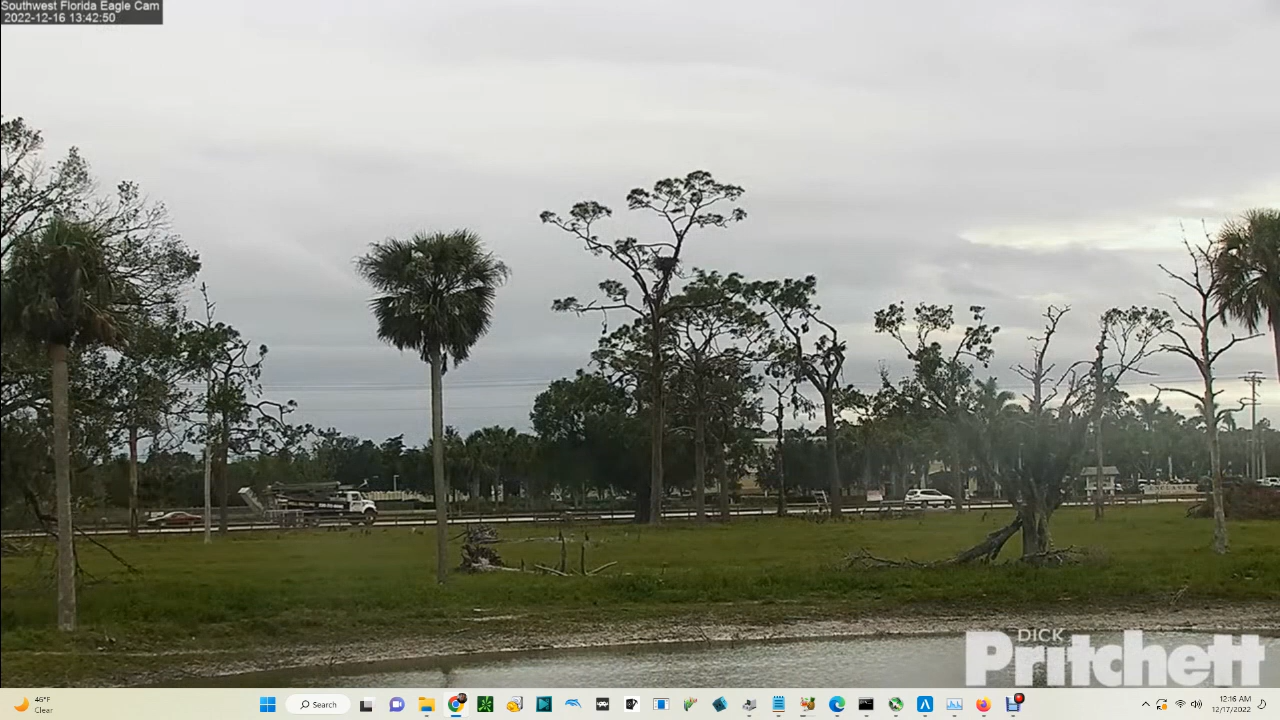 Southwest Florida Eagle Cam
2022-12-16 13:42:50
DICK
Pritchett
46°F
Clear
Search
12:16 AM
12/17/2022